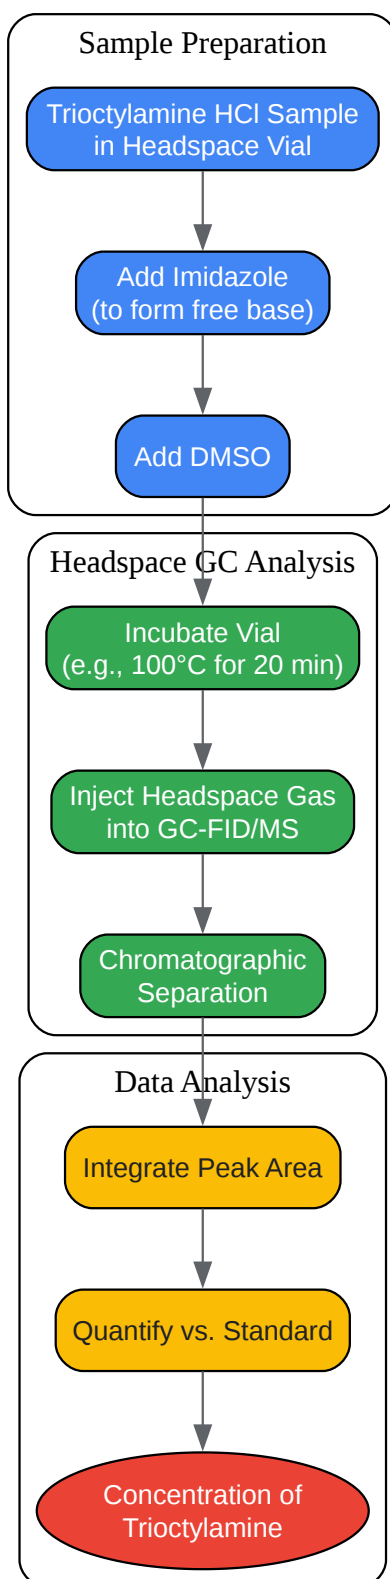 Sample Preparation
Trioctylamine HCl Sample
in Headspace Vial
Add Imidazole
(to form free base)
Add DMSO
Headspace GC Analysis
Incubate Vial
(e.g., 100°C for 20 min)
Inject Headspace Gas
into GC-FID/MS
Chromatographic
Separation
Data Analysis
Integrate Peak Area
Quantify vs. Standard
Concentration of
Trioctylamine